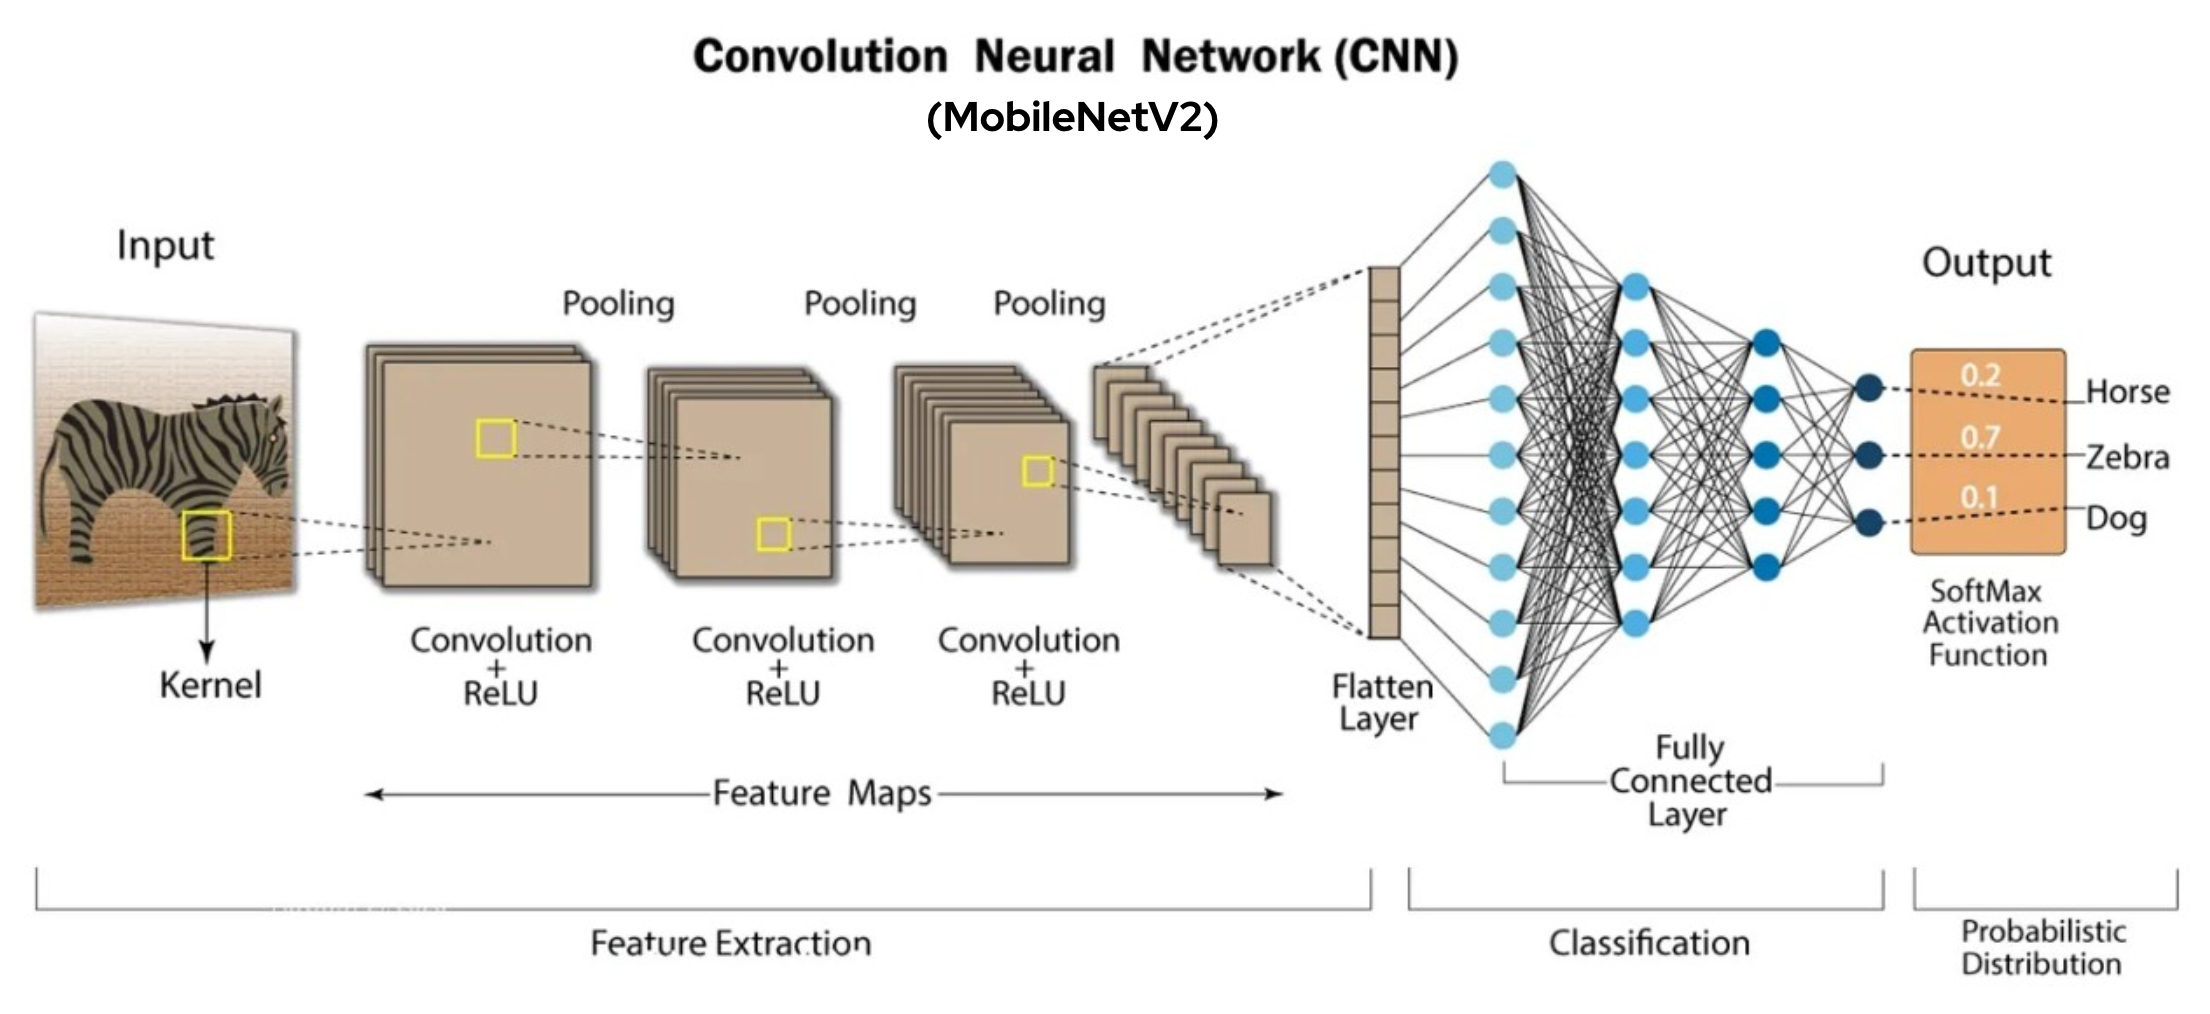 Convolution Neural Network (CNN)
(MobileNetV2)
Input
Pooling
Pooling
Pooling
Output
0.2
Horse
0.7
Zebra
0.1
Dog
SoftMax
Activation
Function
Kernel
Convolution
+
ReLU
Convolution
+
ReLU
Convolution
+
ReLU
Flatten
Layer
Fully
Connected
Layer
Feature Maps
Feature Extraction
Classification
Probabilistic
Distribution